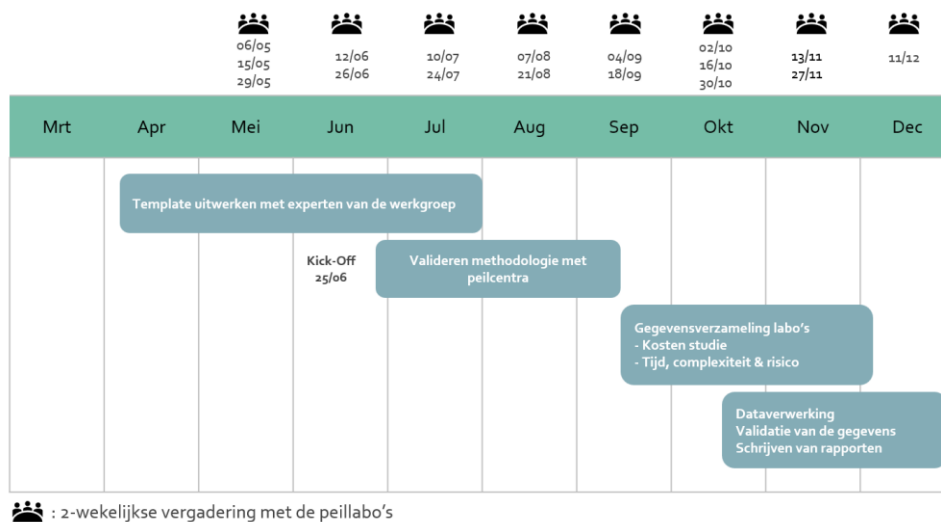 06/05
15/05
29/05
12/06
26/06
10/07
24/07
07/08
21/08
04/09
18/09
02/10
16/10
30/10
13/11
27/11
11/12
Mrt Apr Mei Jun Jul Aug Sep Okt Nov Dec
Template uitwerken met experten van de werkgroep
Kick-Off
25/06
Valideren methodologie met
peilcentra
Gegevensverzameling labo's
- Kosten studie
- Tijd, complexiteit & risico
Dataverwerking
Validatie van de gegevens
Schrijven van rapporten
: 2-wekelijkse vergadering met de peillabo's